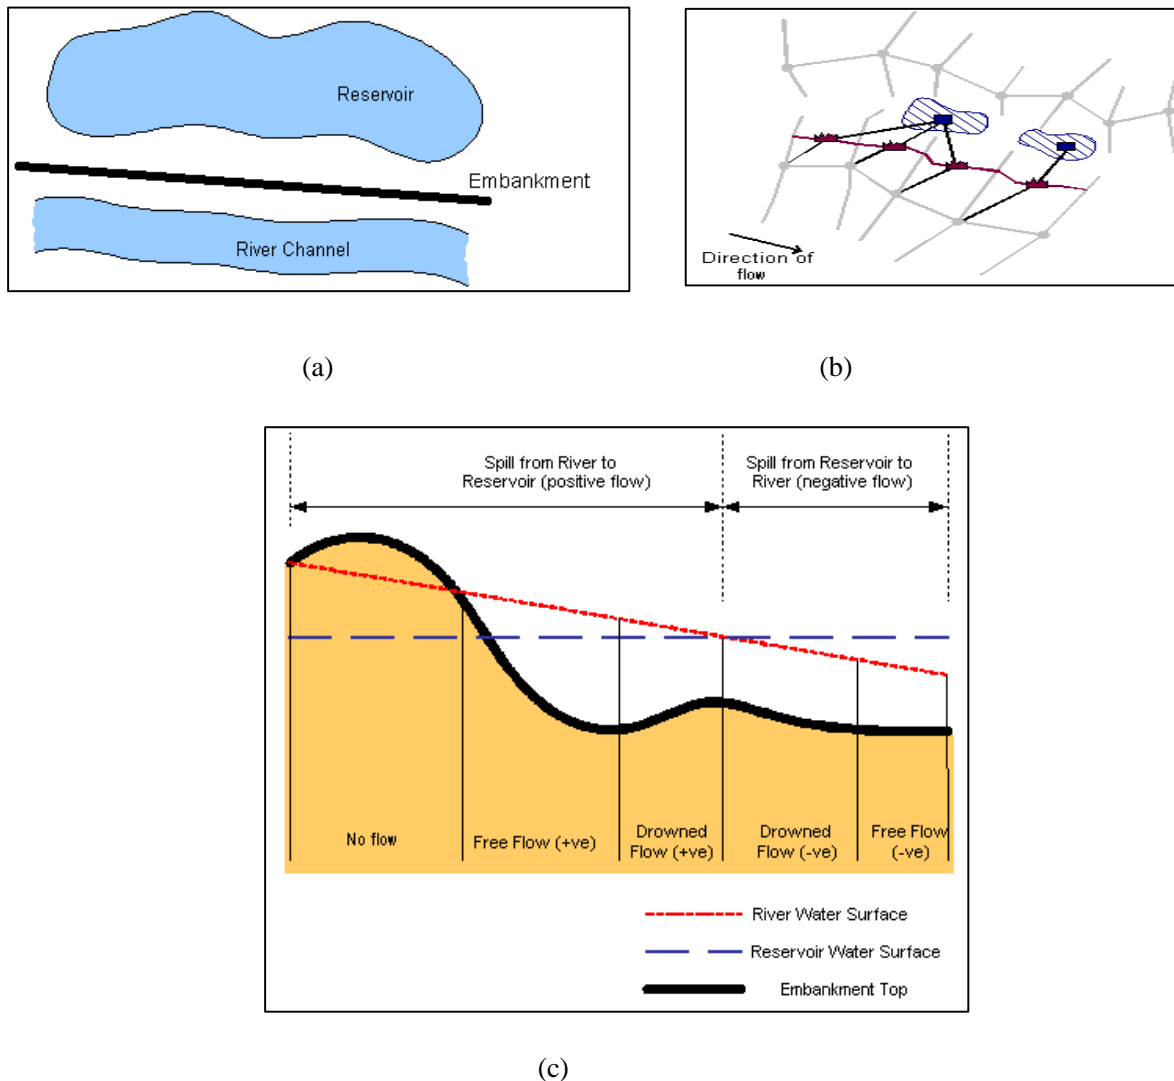 Reservoir
Embankment
River Channel
(a)
Direction of
flow
(b)
Spill from River to
Reservoir (positive flow)
Spill from Reservoir to
River (negative flow)
No flow
Free Flow (+ve)
Drowned
Flow (+ve)
Drowned
Flow (-ve)
Free Flow
(-ve)
River Water Surface
Reservoir Water Surface
Embankment Top
(c)